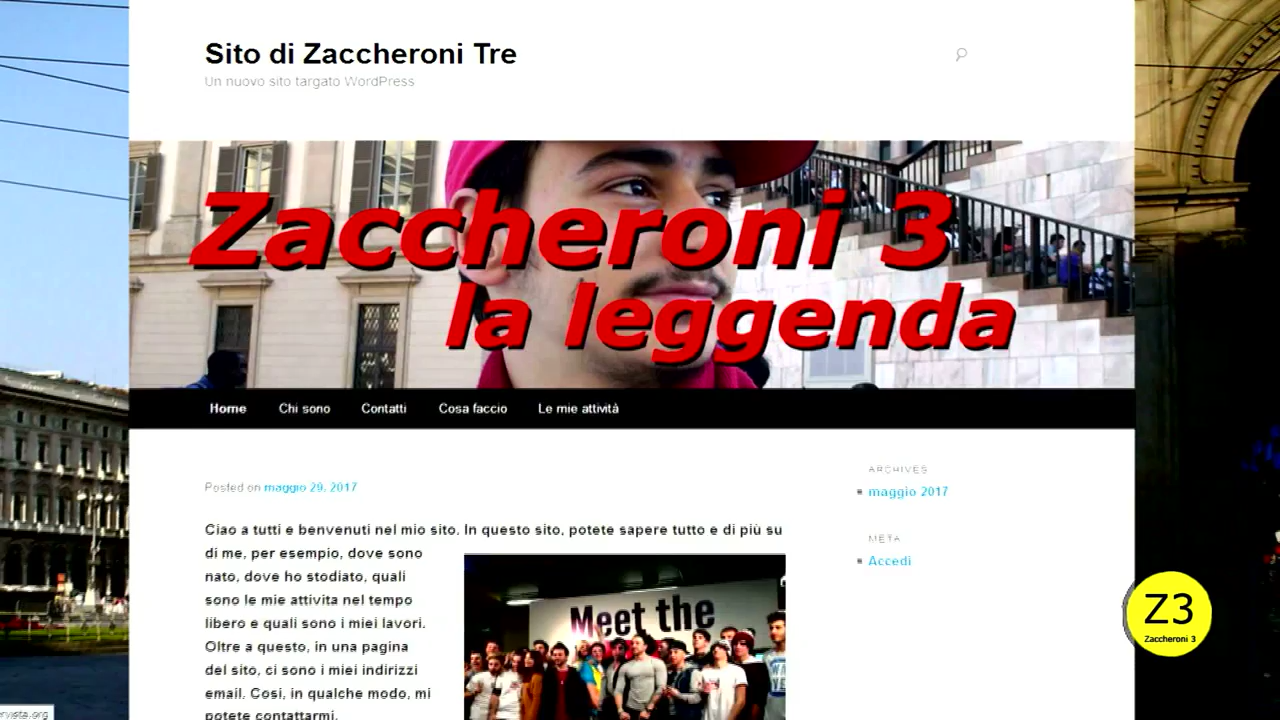 Sito di Zaccheroni Tre
Un nuovo sito targato WordPress
Zaccheroni 3
la leggenda
Home Chi sono Contatti Cosa faccio Le mie attività
Posted on maggio 29, 2017
Ciao a tutti e benvenuti nel mio sito. In questo sito, potete sapere tutto e di più su
di me, per esempio, dove sono
nato, dove ho stodiato, quali
sono le mie attivita nel tempo
libero e quali sono i miei lavori.
Oltre a questo, in una pagina
del sito, ci sono i miei indirizzi
email. Cosi, in qualche modo, mi
potete contattarmi.
Meet the
ARCHIVES
maggio 2017
META
Accedi
Z3
Zaccheroni 3